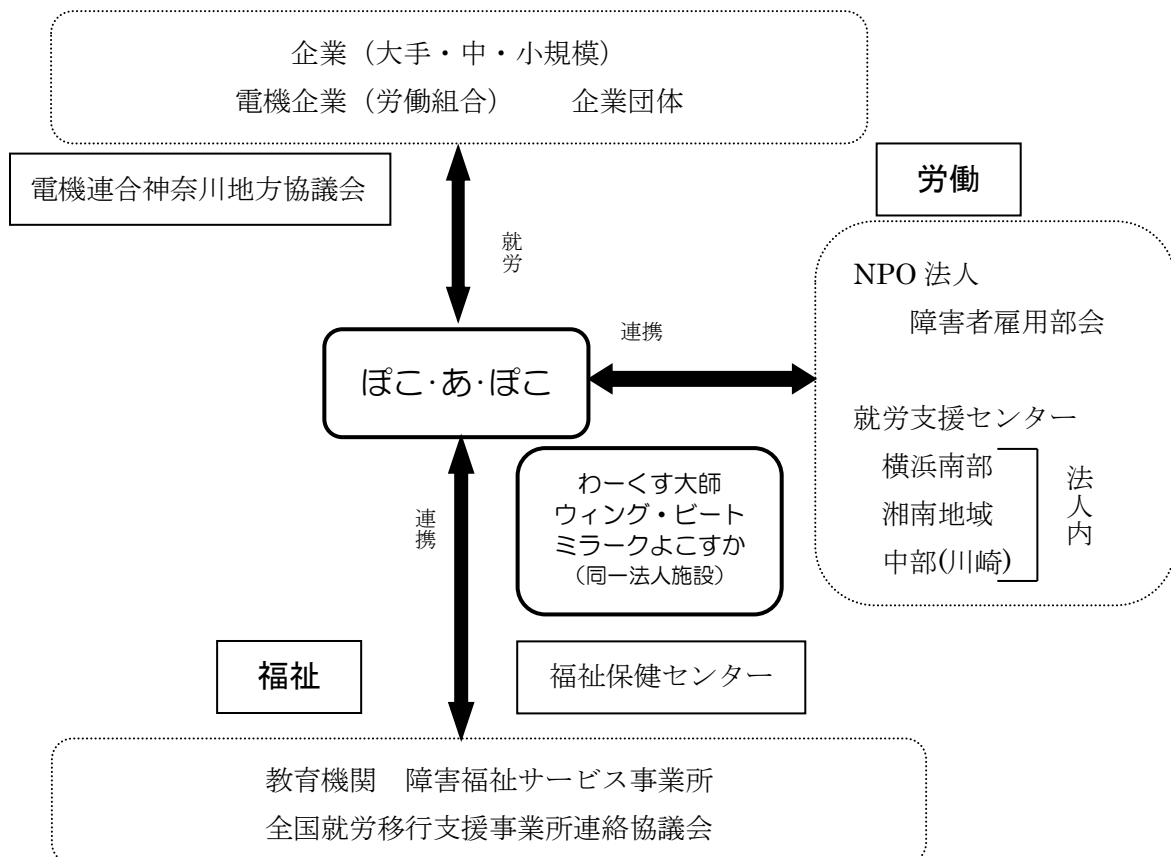 企業（大手・中・小規模）
電機企業（労働組合）　　企業団体
電機連合神奈川地方協議会
労働
就労
NPO 法人
障害者雇用部会
連携
ぽこ・あ・ぽこ
就労支援センター
横浜南部
湘南地域
中部(川崎)
法人内
わーくす大師
ウィング・ビート
ミラークよこすか
（同一法人施設）
連携
福祉
福祉保健センター
教育機関　障害福祉サービス事業所
全国就労移行支援事業所連絡協議会